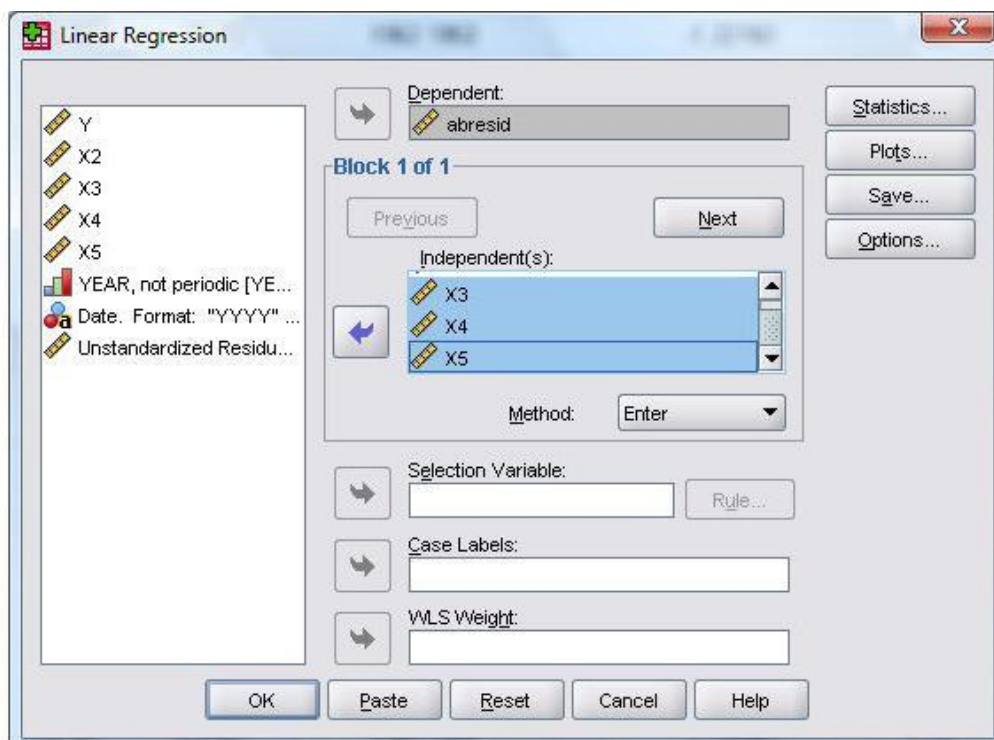 Linear Regression
Y
X2
X3
X4
X5
YEAR, not periodic [YE...
Date. Format: "YYYY" ...
Unstandardized Residu...
Dependent:
abresid
Block 1 of 1
Previous
Next
Independent(s):
X3
X4
X5
Method:
Enter
Selection Variable:
Rule...
Case Labels:
WLS Weight:
Statistics...
Plots...
Save...
Options...
OK
Paste
Reset
Cancel
Help